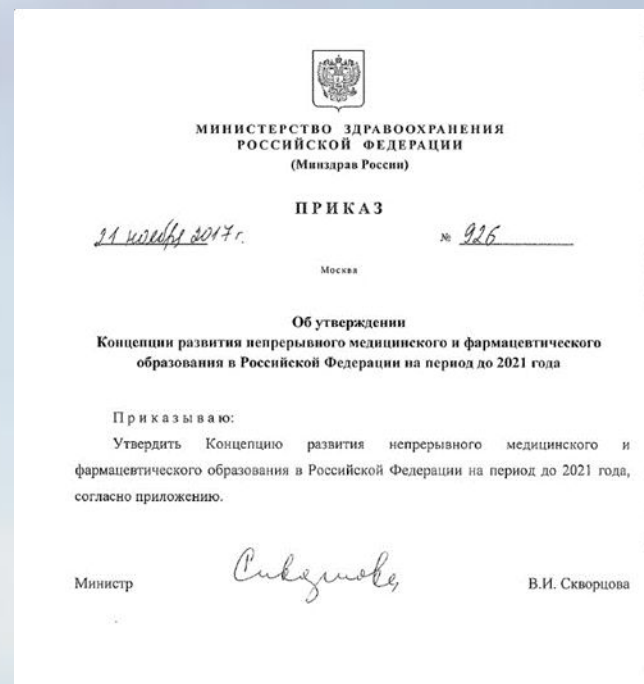 МИНИСТЕРСТВО ЗДРАВООХРАНЕНИЯ
РОССИЙСКОЙ ФЕДЕРАЦИИ
(Минздрав России)
ПРИКАЗ
21 ноября 2017 г. № 926
Москва
Об утверждении
Концепции развития непрерывного медицинского и фармацевтического
образования в Российской Федерации на период до 2021 года
Приказываю:
Утвердить Концепцию развития непрерывного медицинского и
фармацевтического образования в Российской Федерации на период до 2021 года,
согласно приложению.
Министр В.И. Скворцова